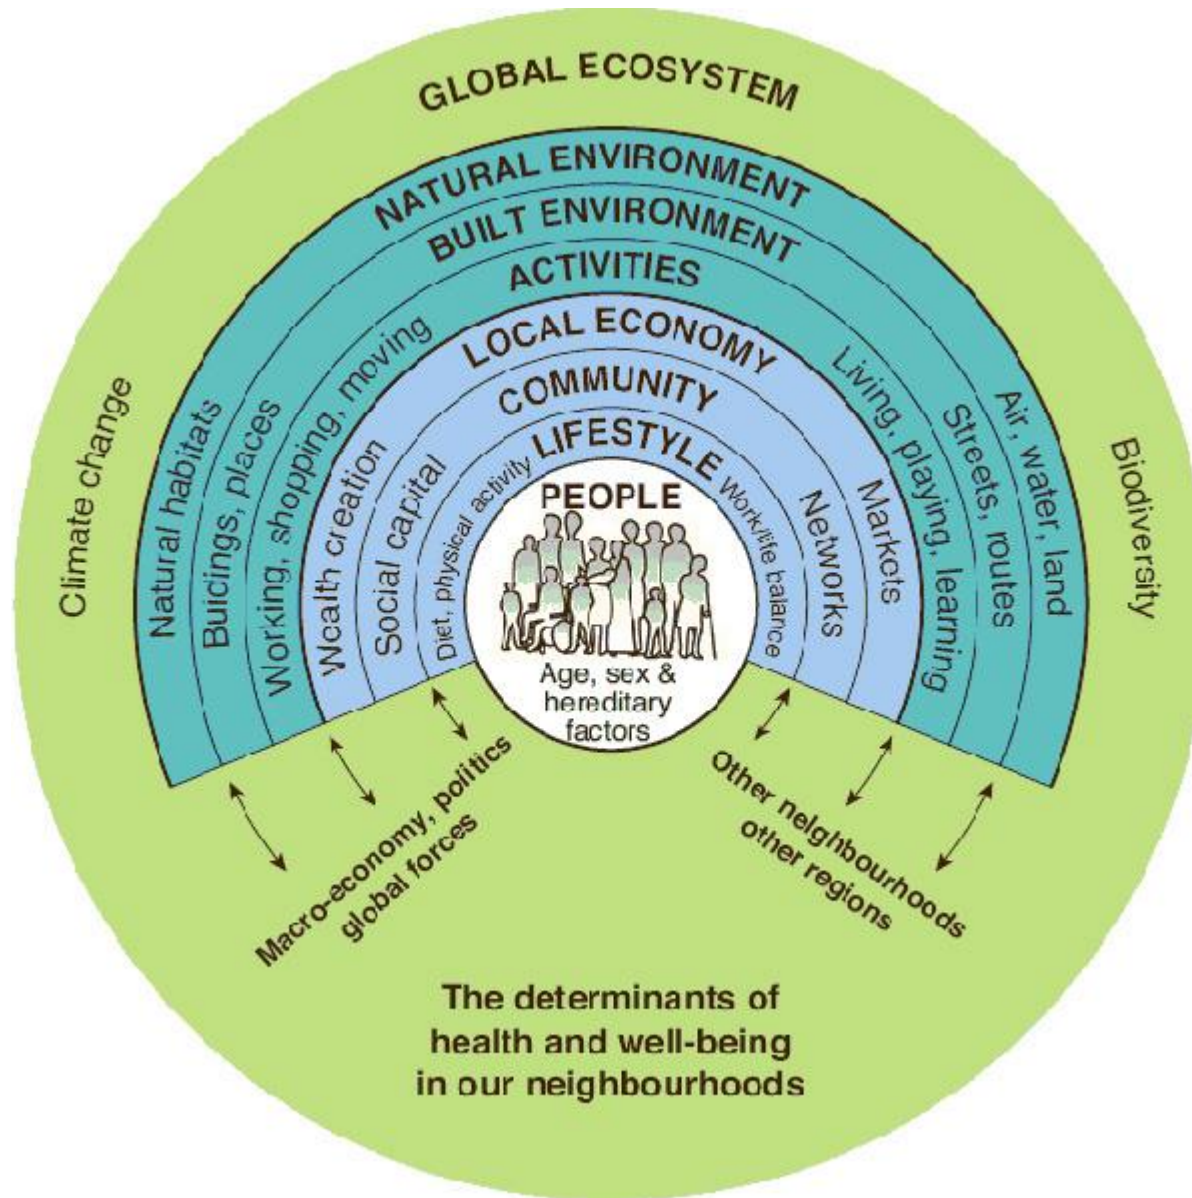 GLOBAL ECOSYSTEM
NATURAL ENVIRONMENT
BUILT ENVIRONMENT
ACTIVITIES
LOCAL ECONOMY
COMMUNITY
LIFESTYLE
PEOPLE
Age, sex &
hereditary
factors
Climate change
Natural habitats
Buicings, places
Working, shopping, moving
Wealth creation
Social capital
Diet, physical activity
Work/life balance
Networks
Markets
Living, playing, learning
Streets, routes
Air, water, land
Biodiversity
Macro-economy, politics
global forces
Other neighbourhoods
other regions
The determinants of
health and well-being
in our neighbourhoods